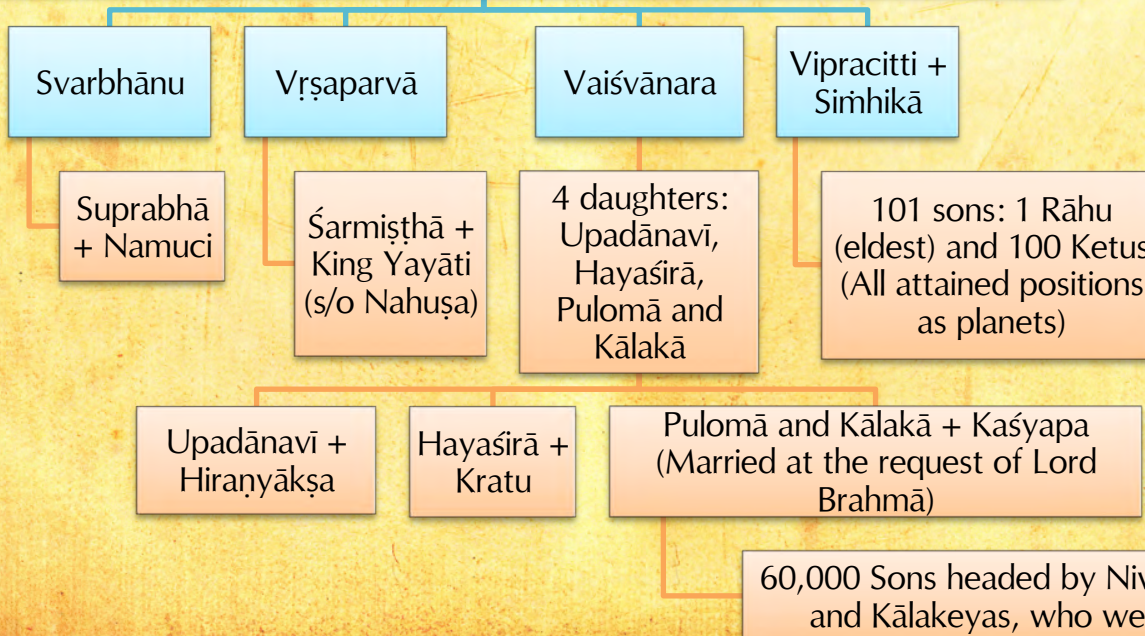 Svarbhānu
Vṛṣaparvā
Vaiśvānara
Vipracitti +
Siṁhikā
Suprabhā
+ Namuci
Śarmiṣṭhā +
King Yayāti
(s/o Nahuṣa)
4 daughters:
Upadānavī,
Hayaśirā,
Pulomā and
Kālakā
101 sons: 1 Rāhu
(eldest) and 100 Ketus
(All attained positions
as planets)
Upadānavī +
Hiraṇyākṣa
Hayaśirā +
Kratu
Pulomā and Kālakā + Kaśyapa
(Married at the request of Lord
Brahmā)
60,000 Sons headed by
and Kālakeyas, who